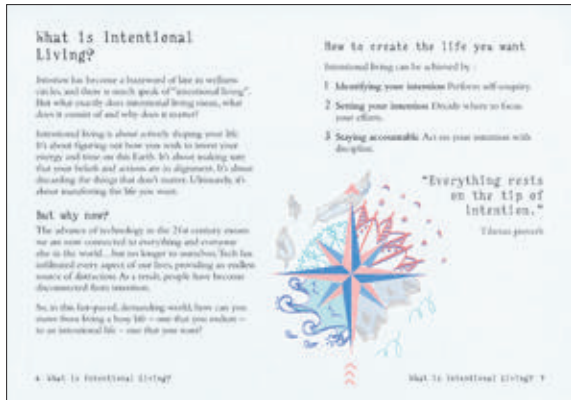 What is Intentional
Living?
Intention has become a buzzword of late in wellness
circles, and there is much speak of "intentional living".
But what exactly does intentional living mean, what
does it consist of and why does it matter?
Intentional living is about actively shaping your life.
It's about figuring out how you wish to invest your
energy and time on this Earth. It's about making sure
that your beliefs and actions are in alignment. It's about
discarding the things that don't matter. Ultimately, it's
about manifesting the life you want.
But why now?
The advance of technology in the 21st century means
we are now connected to everything and everyone
else in the world... but no longer to ourselves. Tech has
infiltrated every aspect of our lives, providing an endless
source of distraction. As a result, people have become
disconnected from intention.
So, in this fast-paced, demanding world, how can you
move from living a busy life – one that you endure –
to an intentional life – one that you want?
6 What is Intentional Living?
How to create the life you want
Intentional living can be achieved by :
1 Identifying your intention Perform self-enquiry.
2 Setting your intention Decide where to focus
your efforts.
3 Staying accountable Act on your intention with
discipline.
"Everything rests
on the tip of
intention."
Tibetan proverb
What is Intentional Living? 7